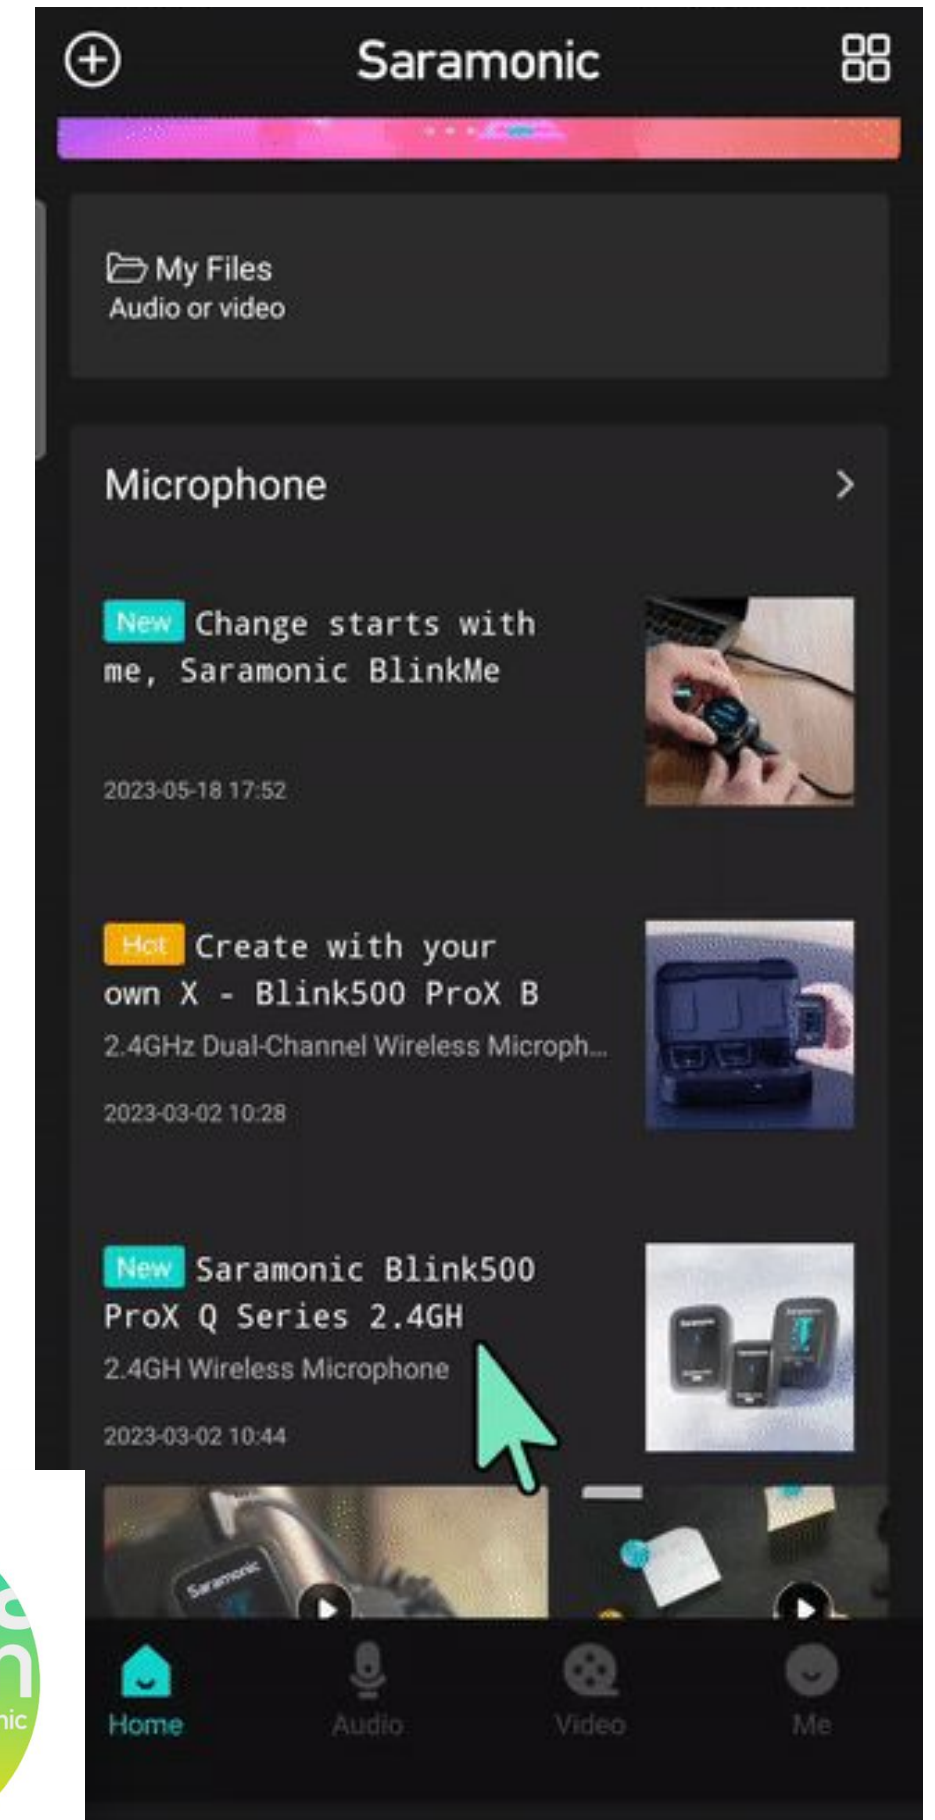 Saramonic
My Files
Audio or video
Microphone
New Change starts with
me, Saramonic BlinkMe
2023-05-18 17:52
Hot Create with your
own X - Blink500 ProX B
2.4GHz Dual-Channel Wireless Microph...
2023-03-02 10:28
New Saramonic Blink500
ProX Q Series 2.4GH
2.4GH Wireless Microphone
2023-03-02 10:44
Saramonic
Home
Audio
Video
Me